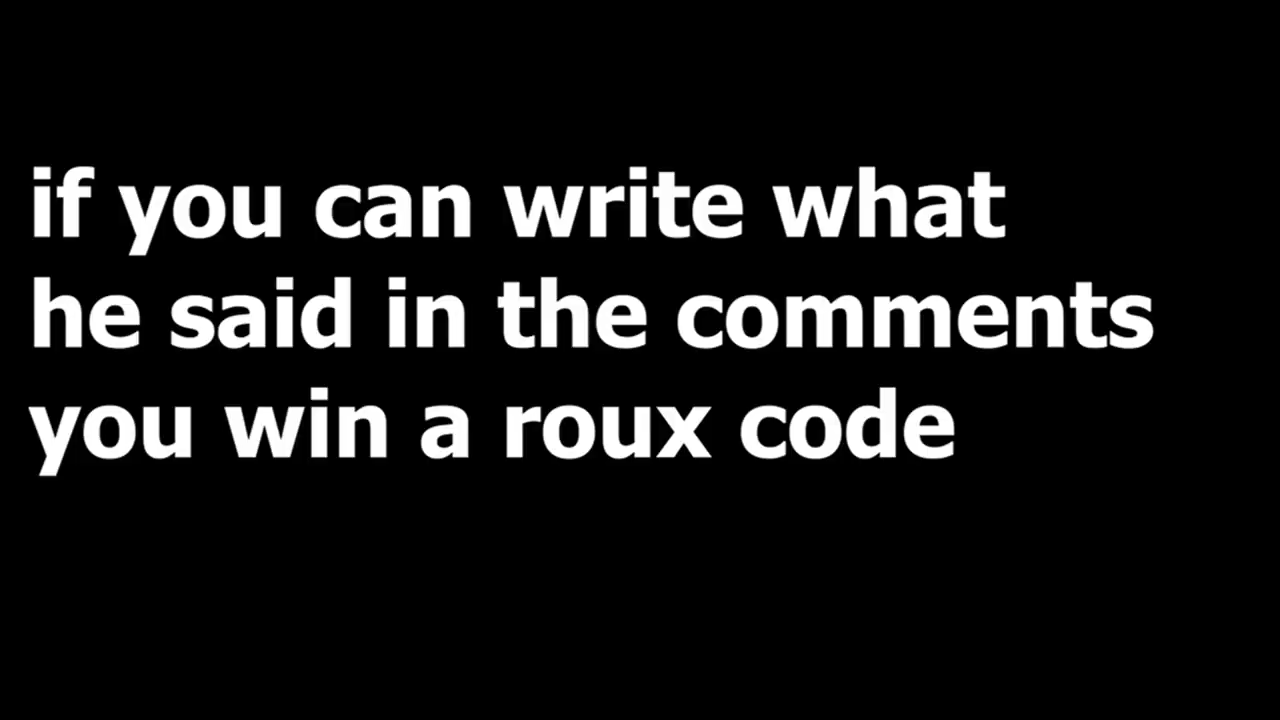 if you can write what
he said in the comments
you win a roux code